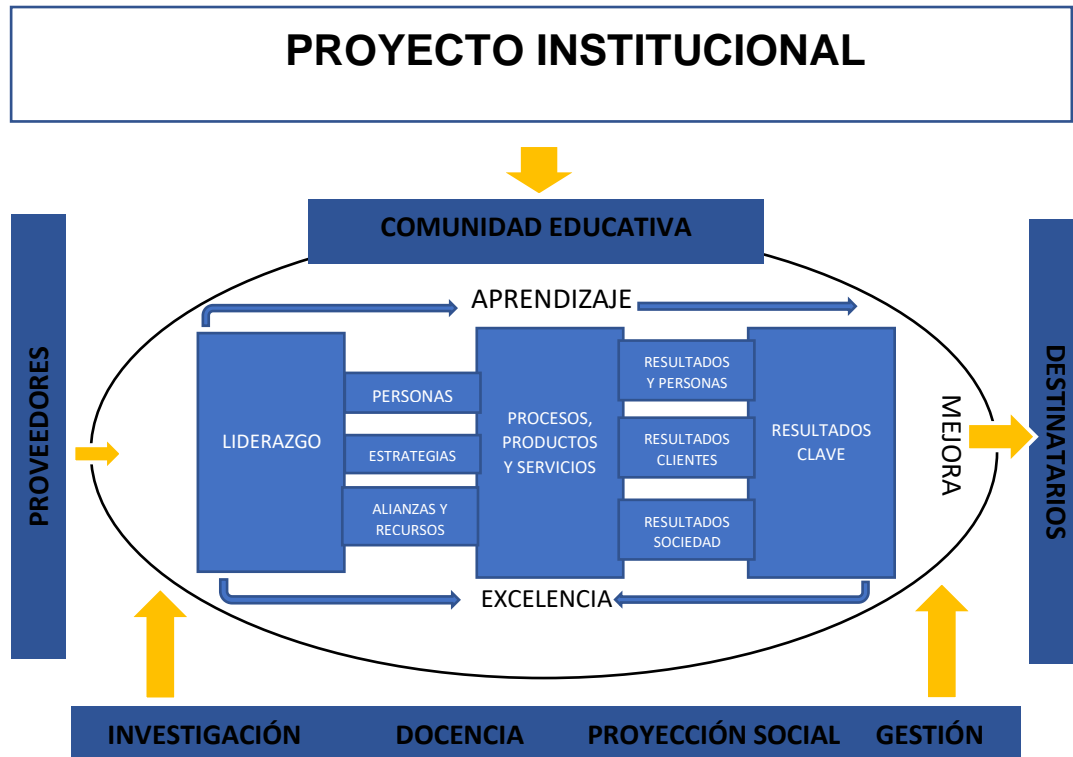 PROYECTO INSTITUCIONAL
COMUNIDAD EDUCATIVA
PROVEEDORES
APRENDIZAJE
LIDERAZGO
PERSONAS
ESTRATEGIAS
ALIANZAS Y
RECURSOS
PROCESOS,
PRODUCTOS
Y SERVICIOS
RESULTADOS
Y PERSONAS
RESULTADOS
CLIENTES
RESULTADOS
SOCIEDAD
RESULTADOS
CLAVE
MEJORA
DESTINATARIOS
EXCELENCIA
INVESTIGACIÓN DOCENCIA PROYECCIÓN SOCIAL GESTIÓN